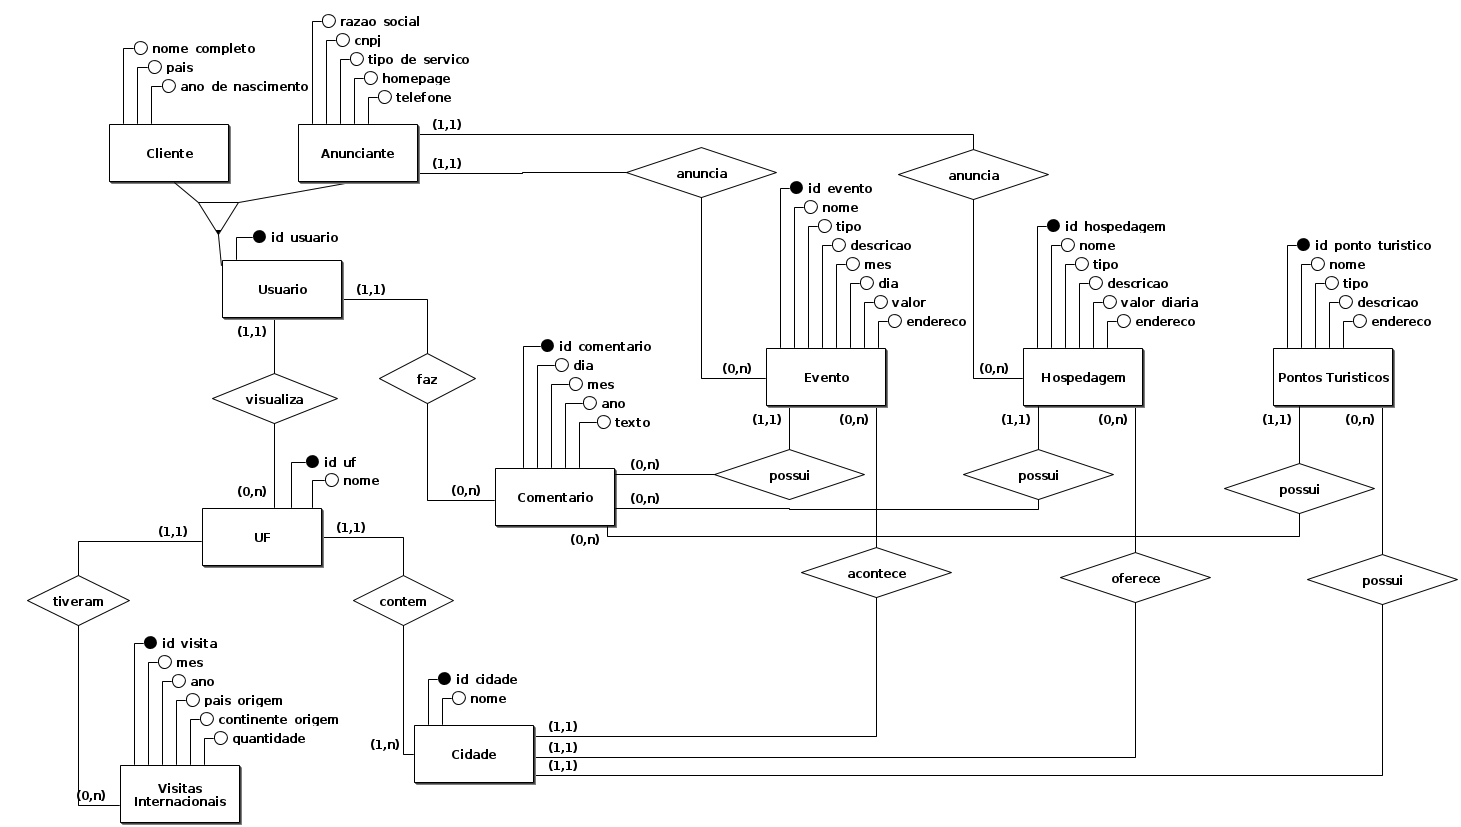 razao social
cnpj
tipo de servico
homepage
telefone
nome completo
pais
ano de nascimento
Cliente
Anunciante
(1,1)
(1,1)
anuncia
anuncia
id evento
nome
tipo
descricao
mes
dia
valor
endereco
id hospedagem
nome
tipo
descricao
valor diaria
endereco
id ponto turistico
nome
tipo
descricao
endereco
id usuario
Usuario
(1,1)
(1,1)
visualiza
faz
id comentario
dia
mes
ano
texto
(0,n)
Evento
(0,n)
Hospedagem
Pontos Turisticos
(1,1)
(0,n)
(1,1)
(0,n)
(1,1)
(0,n)
id uf
nome
(0,n)
(0,n)
Comentario
(0,n)
(0,n)
(0,n)
possui
possui
possui
(1,1)
UF
(1,1)
tiveram
contem
acontece
oferece
possui
id visita
mes
ano
pais origem
continente origem
quantidade
id cidade
nome
(1,n)
Cidade
(1,1)
(1,1)
(1,1)
(0,n)
Visitas
Internacionais